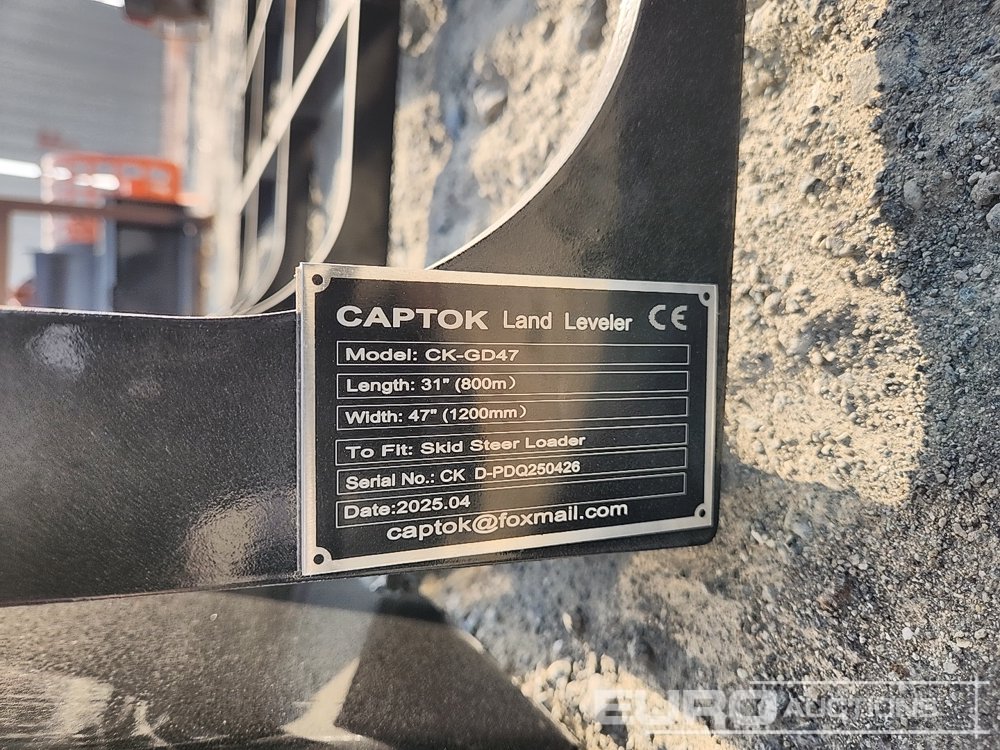 CAPTOK Land Leveler CE
Model: CK-GD47
Length: 31" (800m)
Width: 47" (1200mm)
To Fit: Skid Steer Loader
Serial No.: CK D-PDQ250426
Date:2025.04
captok@foxmail.com
EURO AUCTIONS